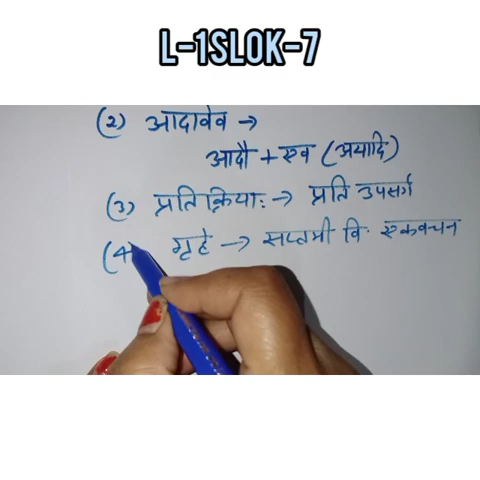 L-1SLOK-7
(2) आदावेव →
आदौ + एव (अयादि)
(3) प्रतिक्रियाः → प्रति उपसर्ग
(4) गृहे → सप्तमी वि॰ एकवचन